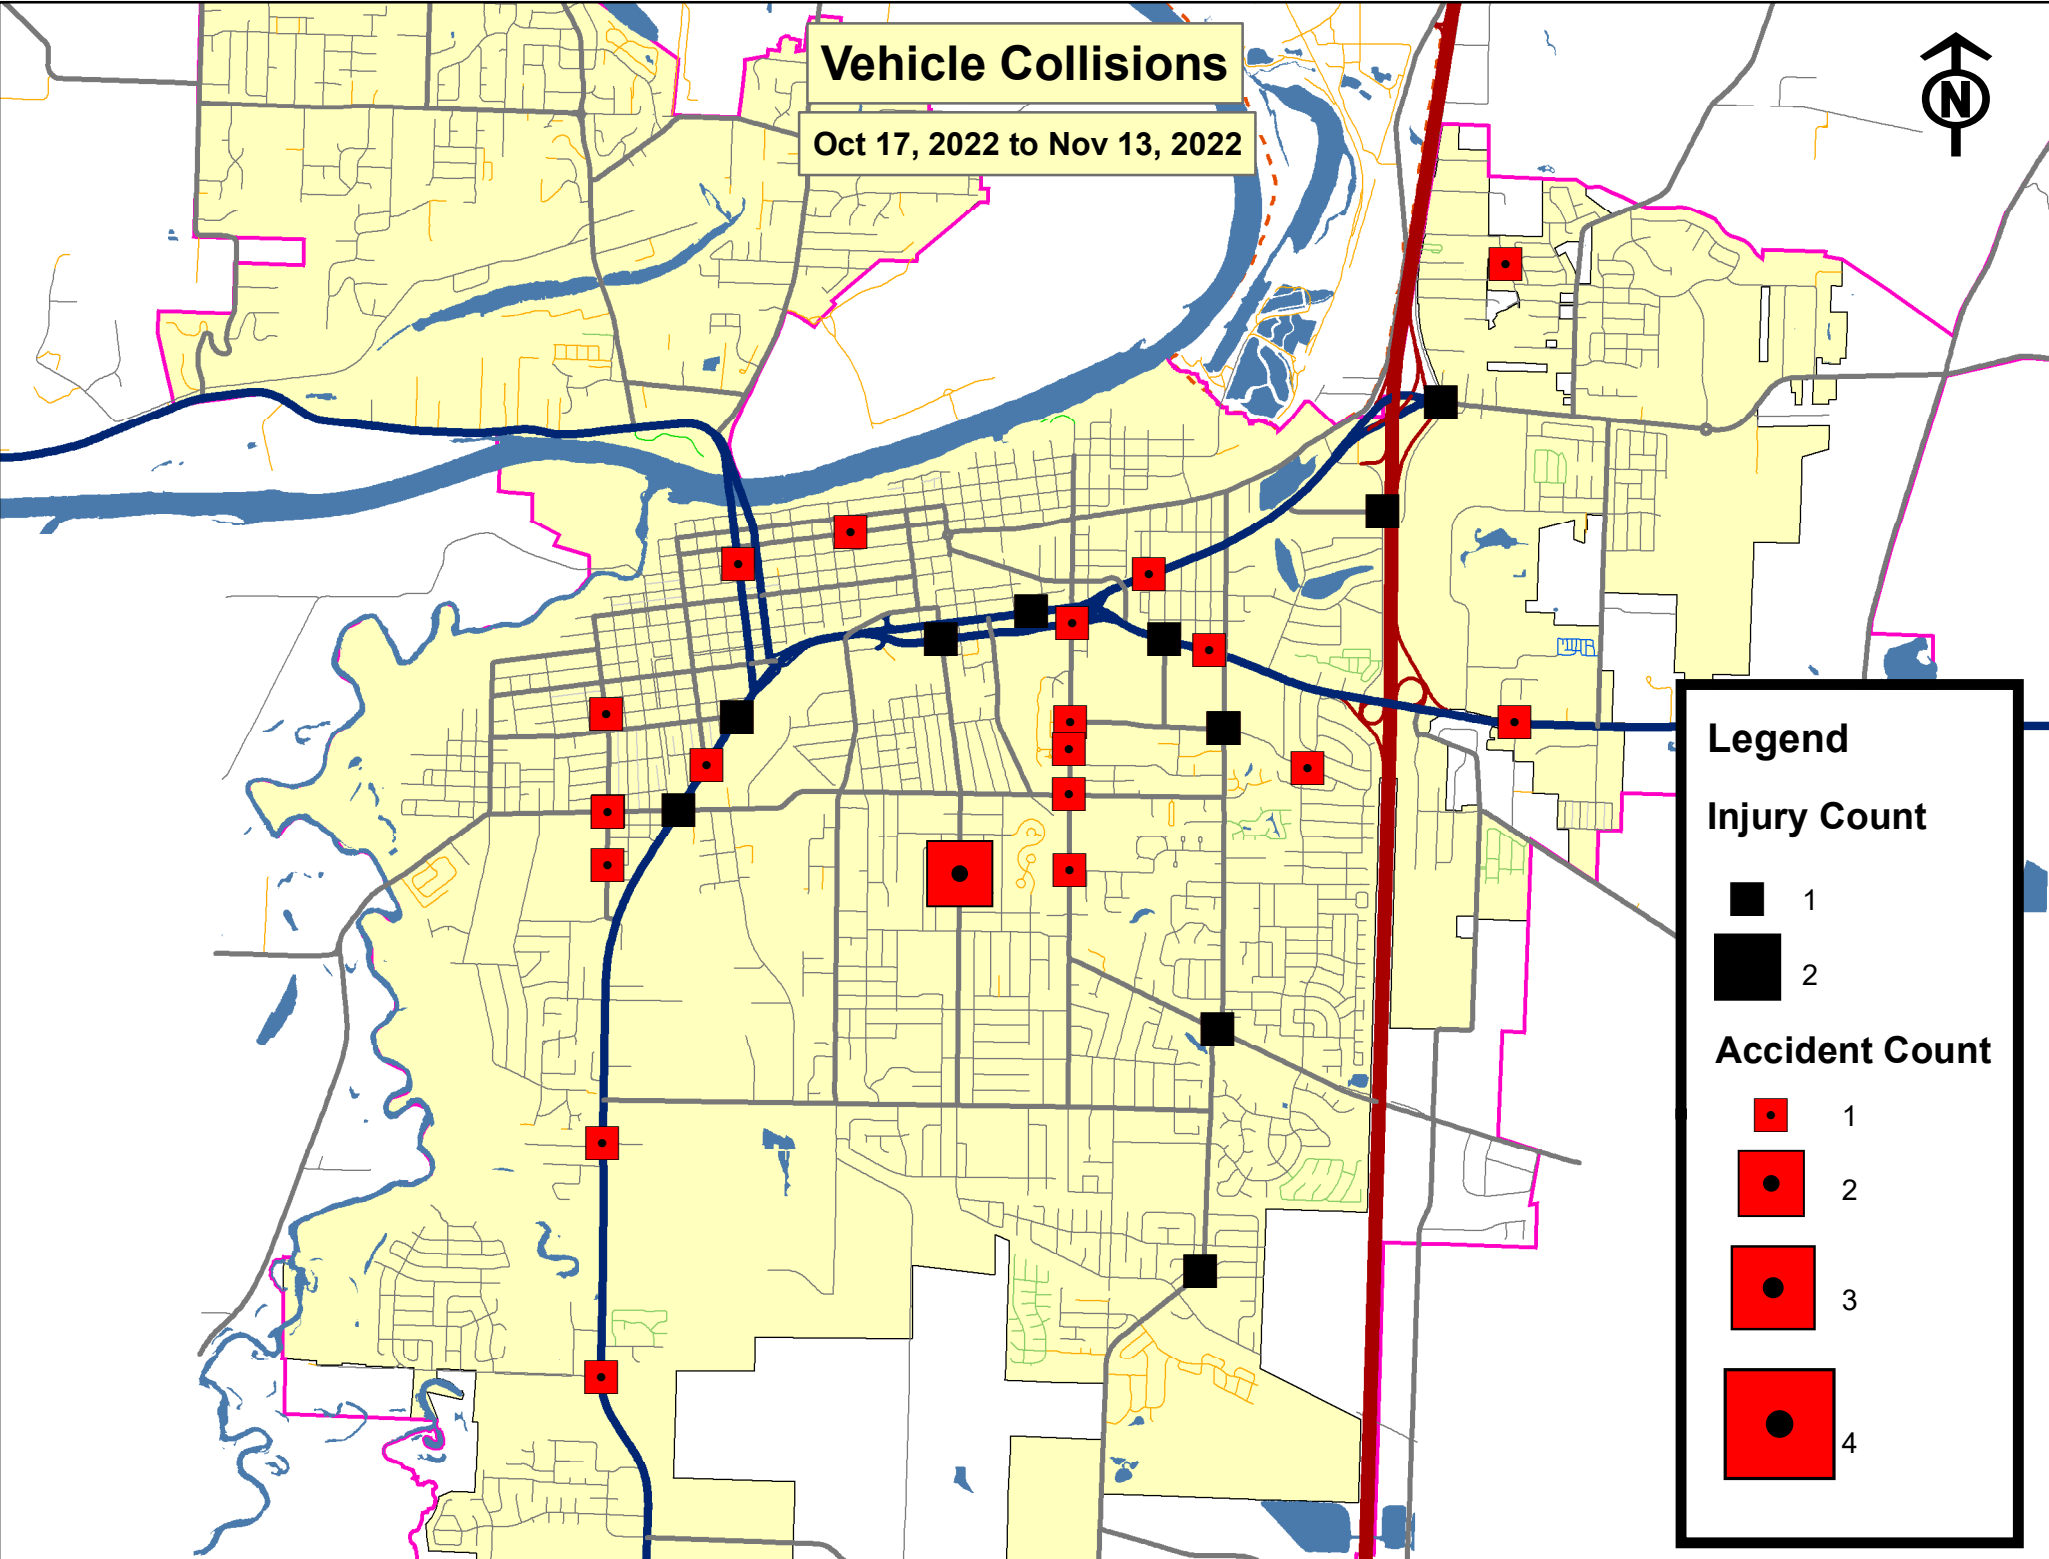 Vehicle Collisions
Oct 17, 2022 to Nov 13, 2022
N
Legend
Injury Count
1
2
Accident Count
1
2
3
4